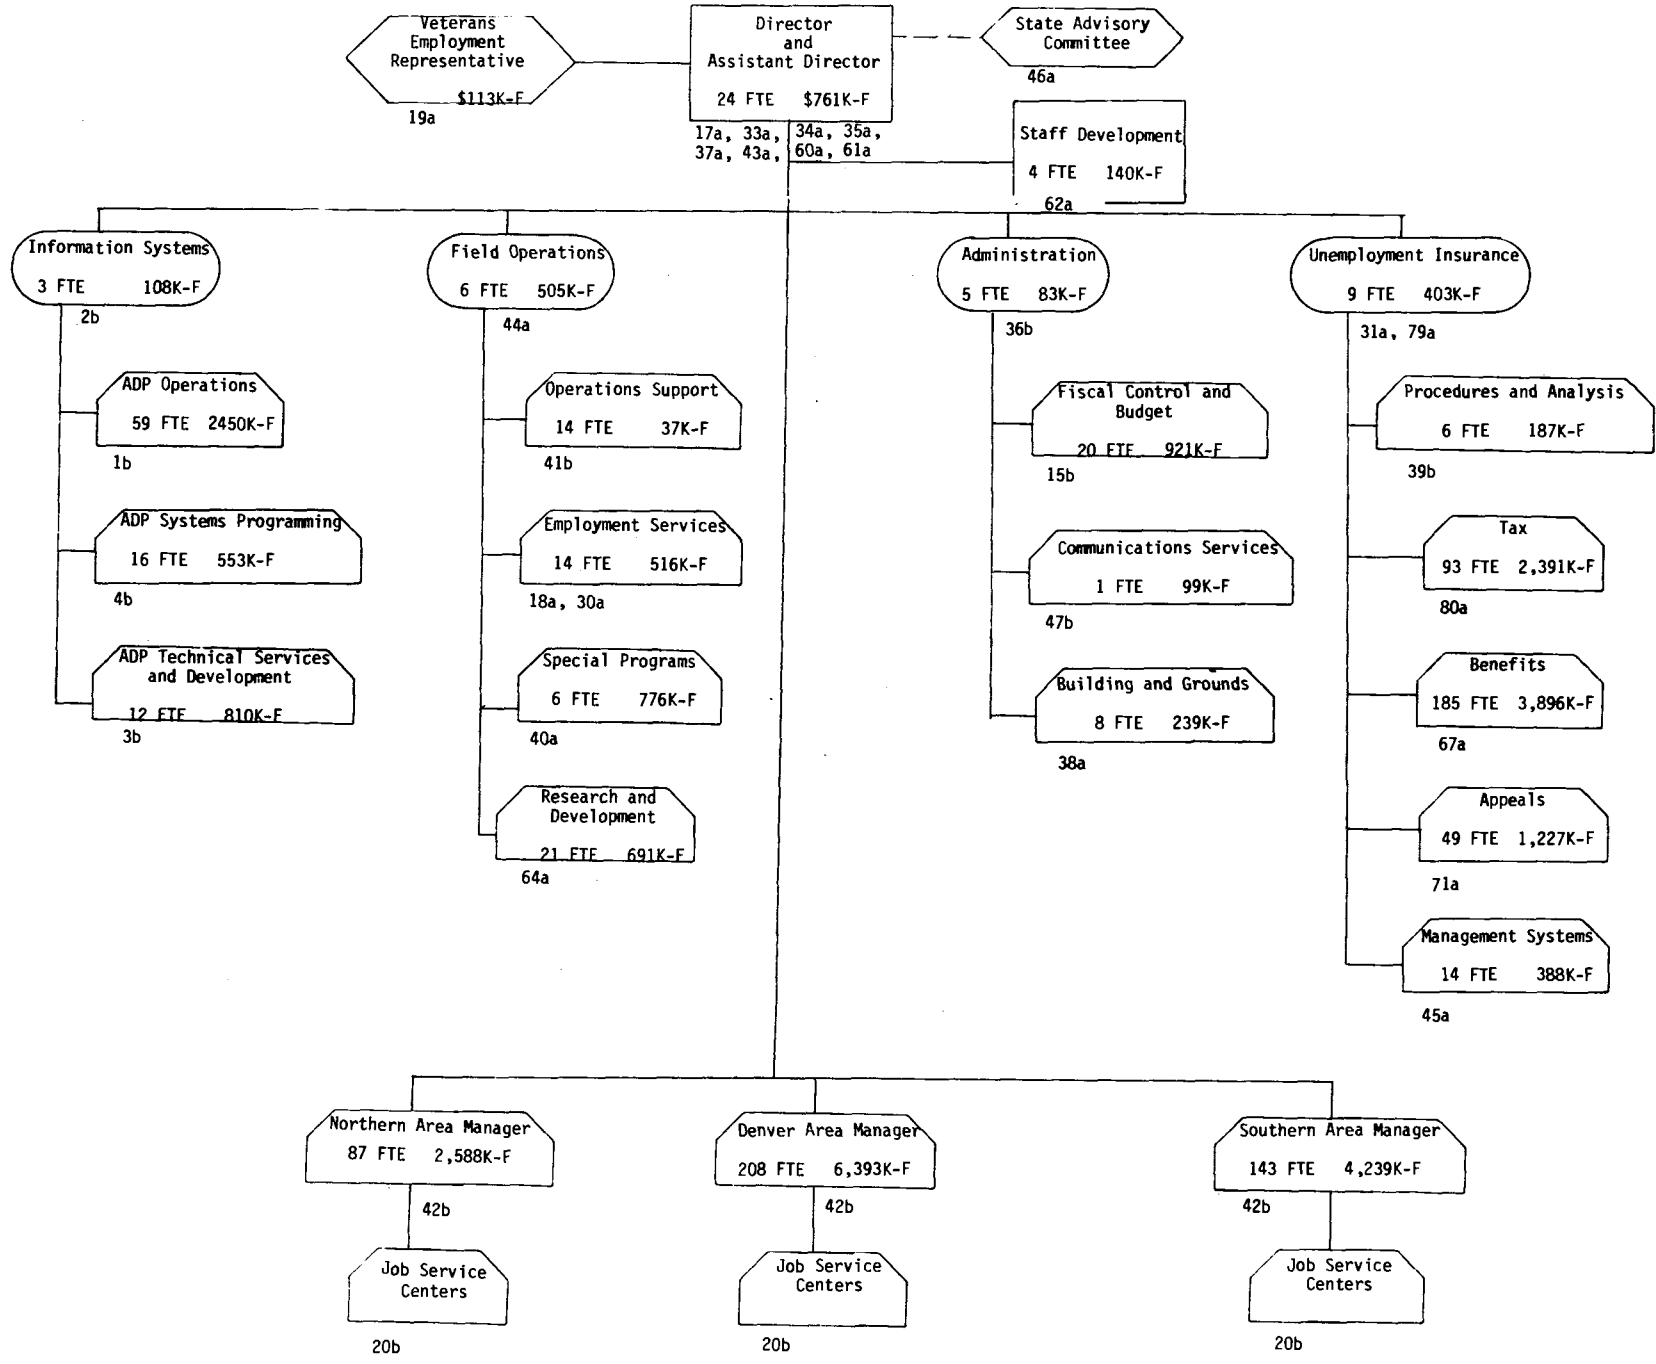 Veterans
Employment
Representative
$113K-F
19a
Director
and
Assistant Director
24 FTE $761K-F
17a, 33a, 34a, 35a,
37a, 43a, 60a, 61a
State Advisory
Committee
46a
Staff Development
4 FTE 140K-F
62a
Information Systems
3 FTE 108K-F
2b
ADP Operations
59 FTE 2450K-F
1b
ADP Systems Programming
16 FTE 553K-F
4b
ADP Technical Services
and Development
12 FTE 810K-F
3b
Field Operations
6 FTE 505K-F
44a
Operations Support
14 FTE 37K-F
41b
Employment Services
14 FTE 516K-F
18a, 30a
Special Programs
6 FTE 776K-F
40a
Research and
Development
21 FTE 691K-F
64a
Administration
5 FTE 83K-F
36b
Fiscal Control and
Budget
20 FTE 921K-F
15b
Communications Services
1 FTE 99K-F
47b
Building and Grounds
8 FTE 239K-F
38a
Unemployment Insurance
9 FTE 403K-F
31a, 79a
Procedures and Analysis
6 FTE 187K-F
39b
Tax
93 FTE 2,391K-F
80a
Benefits
185 FTE 3,896K-F
67a
Appeals
49 FTE 1,227K-F
71a
Management Systems
14 FTE 388K-F
45a
Northern Area Manager
87 FTE 2,588K-F
42b
Job Service
Centers
20b
Denver Area Manager
208 FTE 6,393K-F
42b
Job Service
Centers
20b
Southern Area Manager
143 FTE 4,239K-F
42b
Job Service
Centers
20b